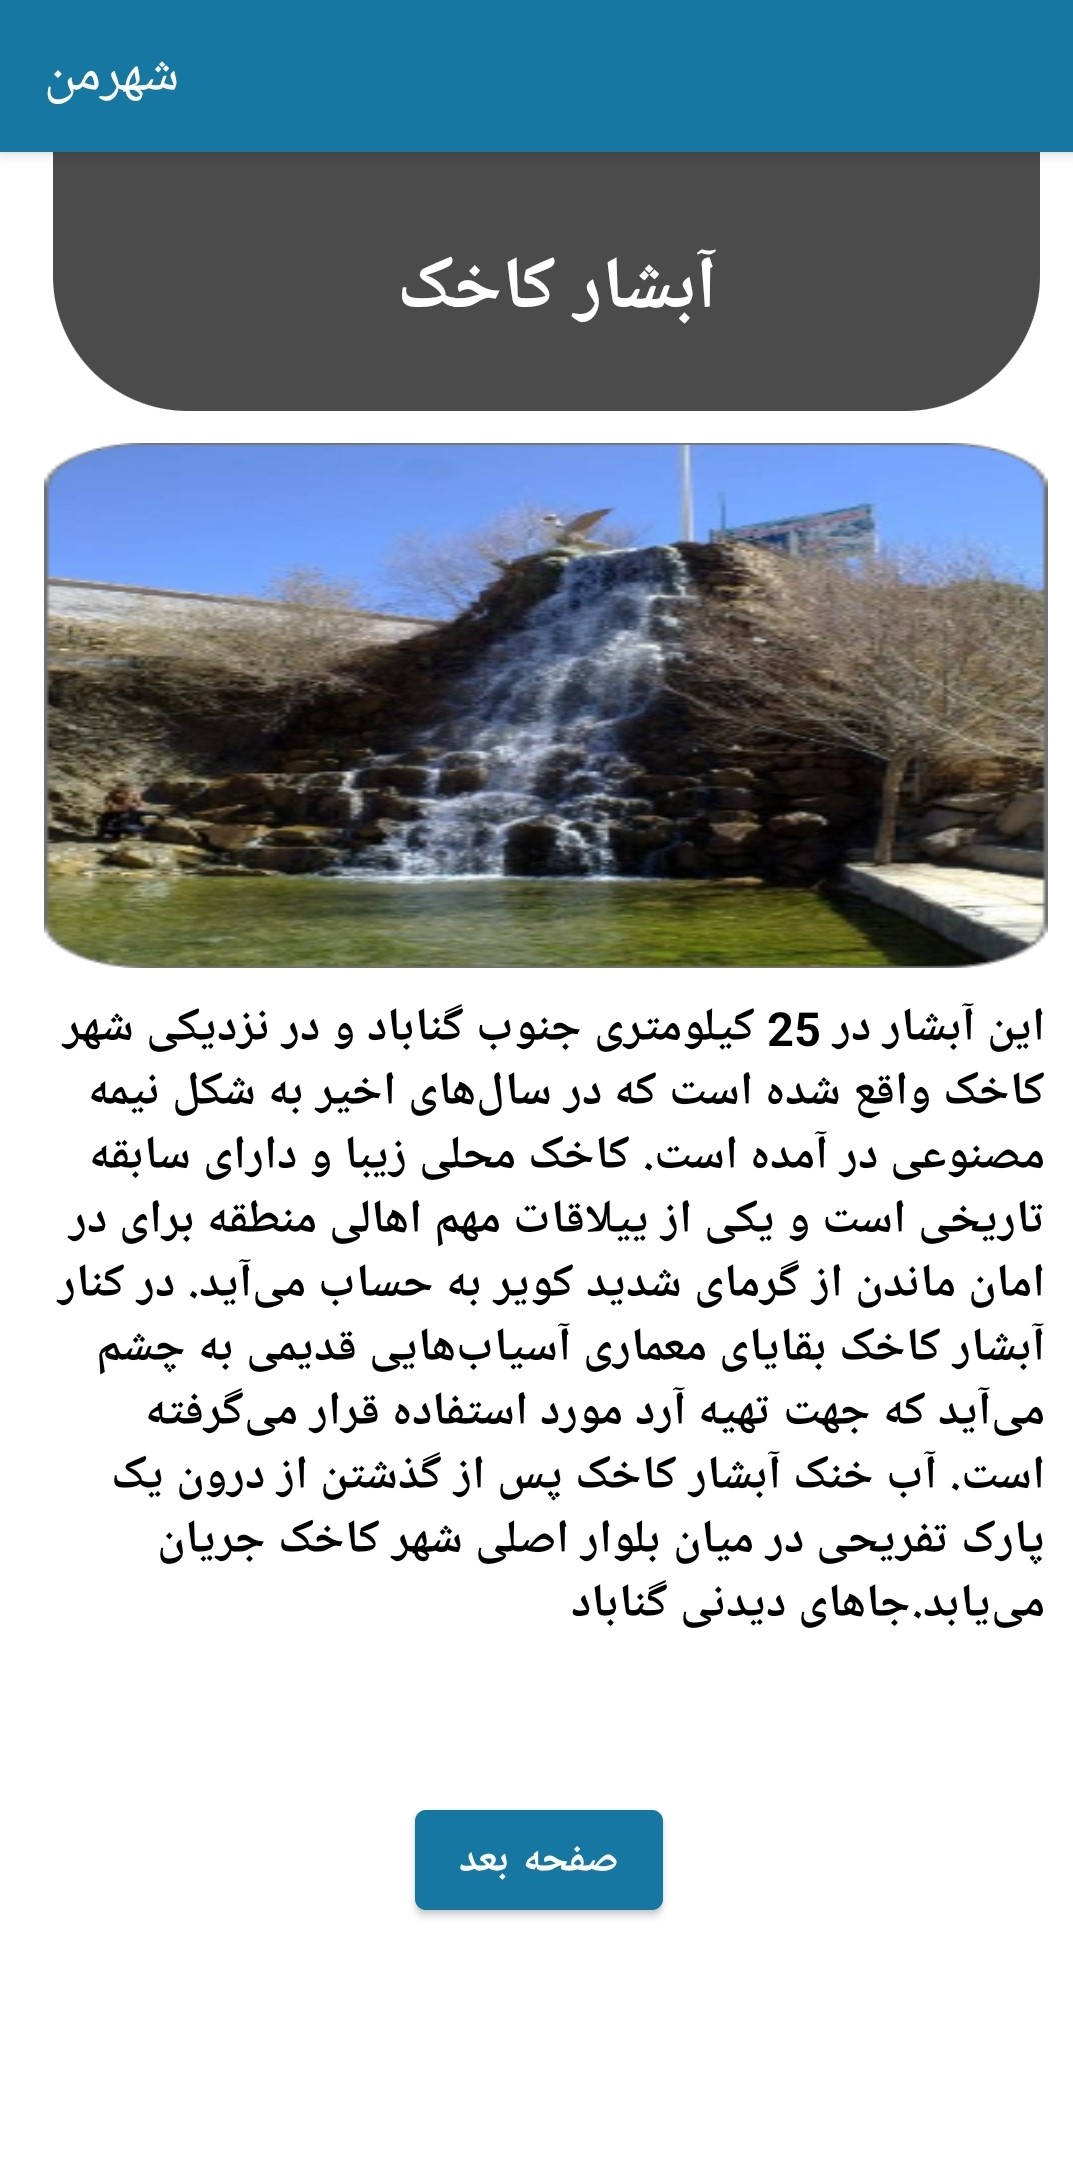 شهرمن
آبشار کاخک
این آبشار در 25 کیلومتری جنوب گناباد و در نزدیکی شهر
کاخک واقع شده است که در سال‌های اخیر به شکل نیمه
مصنوعی در آمده است. کاخک محلی زیبا و دارای سابقه
تاریخی است و یکی از ییلاقات مهم اهالی منطقه برای در
امان ماندن از گرمای شدید کویر به حساب می‌آید. در کنار
آبشار کاخک بقایای معماری آسیاب‌هایی قدیمی به چشم
می‌آید که جهت تهیه آرد مورد استفاده قرار می‌گرفته
است. آب خنک آبشار کاخک پس از گذشتن از درون یک
پارک تفریحی در میان بلوار اصلی شهر کاخک جریان
می‌یابد.جاهای دیدنی گناباد
صفحه بعد